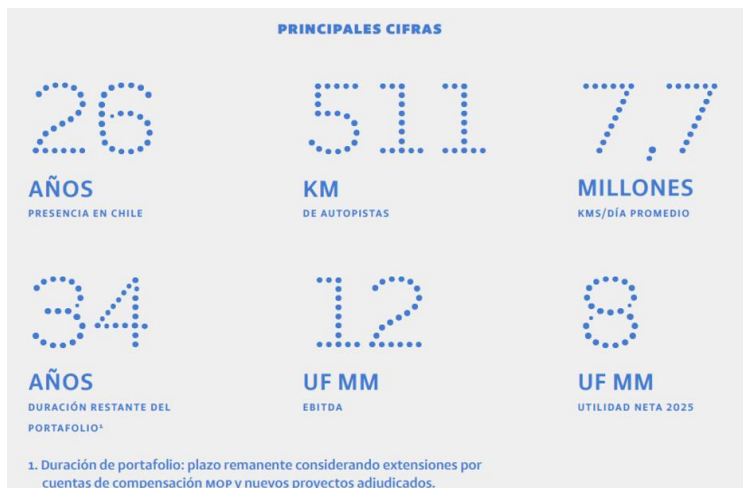 PRINCIPALES CIFRAS
26
AÑOS
PRESENCIA EN CHILE
511
KM
DE AUTOPISTAS
7,7
MILLONES
KMS/DÍA PROMEDIO
34
AÑOS
DURACIÓN RESTANTE DEL
PORTAFOLIO¹
12
UF MM
EBITDA
8
UF MM
UTILIDAD NETA 2025
1. Duración de portafolio: plazo remanente considerando extensiones por
cuentas de compensación MOP y nuevos proyectos adjudicados.